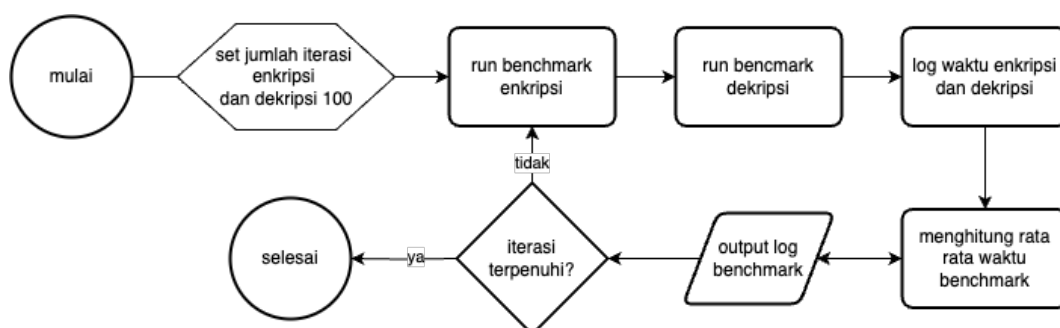 mulai
set jumlah iterasi
enkripsi
dan dekripsi 100
run benchmark
enkripsi
run bencmark
dekripsi
log waktu enkripsi
dan dekripsi
tidak
selesai
ya
iterasi
terpenuhi?
output log
benchmark
menghitung rata
rata waktu
benchmark